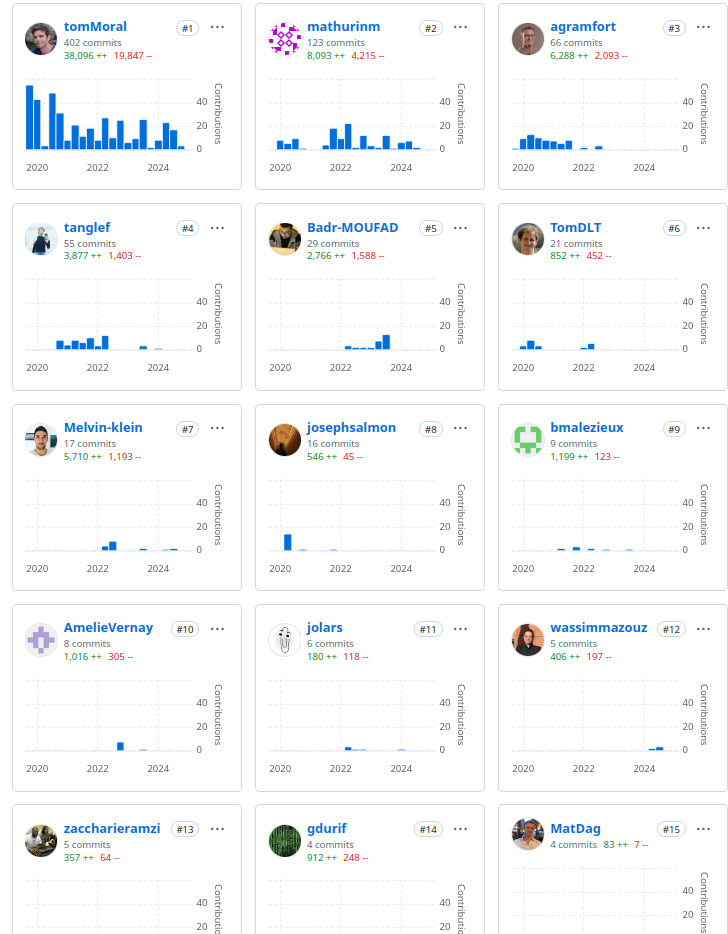 tomMoral #1 ···
402 commits
38,096 ++ 19,847 --
40
20
0
Contributions
2020 2022 2024
mathurinm #2 ···
123 commits
8,093 ++ 4,215 --
40
20
0
Contributions
2020 2022 2024
agramfort #3 ···
66 commits
6,288 ++ 2,093 --
40
20
0
Contributions
2020 2022 2024
tanglef #4 ···
55 commits
3,877 ++ 1,403 --
40
20
0
Contributions
2020 2022 2024
Badr-MOUFAD #5 ···
29 commits
2,766 ++ 1,588 --
40
20
0
Contributions
2020 2022 2024
TomDLT #6 ···
21 commits
852 ++ 452 --
40
20
0
Contributions
2020 2022 2024
Melvin-klein #7 ···
17 commits
5,710 ++ 1,193 --
40
20
0
Contributions
2020 2022 2024
josephsalmon #8 ···
16 commits
546 ++ 45 --
40
20
0
Contributions
2020 2022 2024
bmalezieux #9 ···
9 commits
1,199 ++ 123 --
40
20
0
Contributions
2020 2022 2024
AmelieVernay #10 ···
8 commits
1,016 ++ 305 --
40
20
0
Contributions
2020 2022 2024
jolars #11 ···
6 commits
180 ++ 118 --
40
20
0
Contributions
2020 2022 2024
wassimmazouz #12 ···
5 commits
406 ++ 197 --
40
20
0
Contributions
2020 2022 2024
zaccharieramzi #13 ···
5 commits
357 ++ 64 --
40
20
Contributio
gdurif #14 ···
4 commits
912 ++ 248 --
40
20
Contributio
MatDag #15 ···
4 commits 83 ++ 7 --
40
20
Contributions